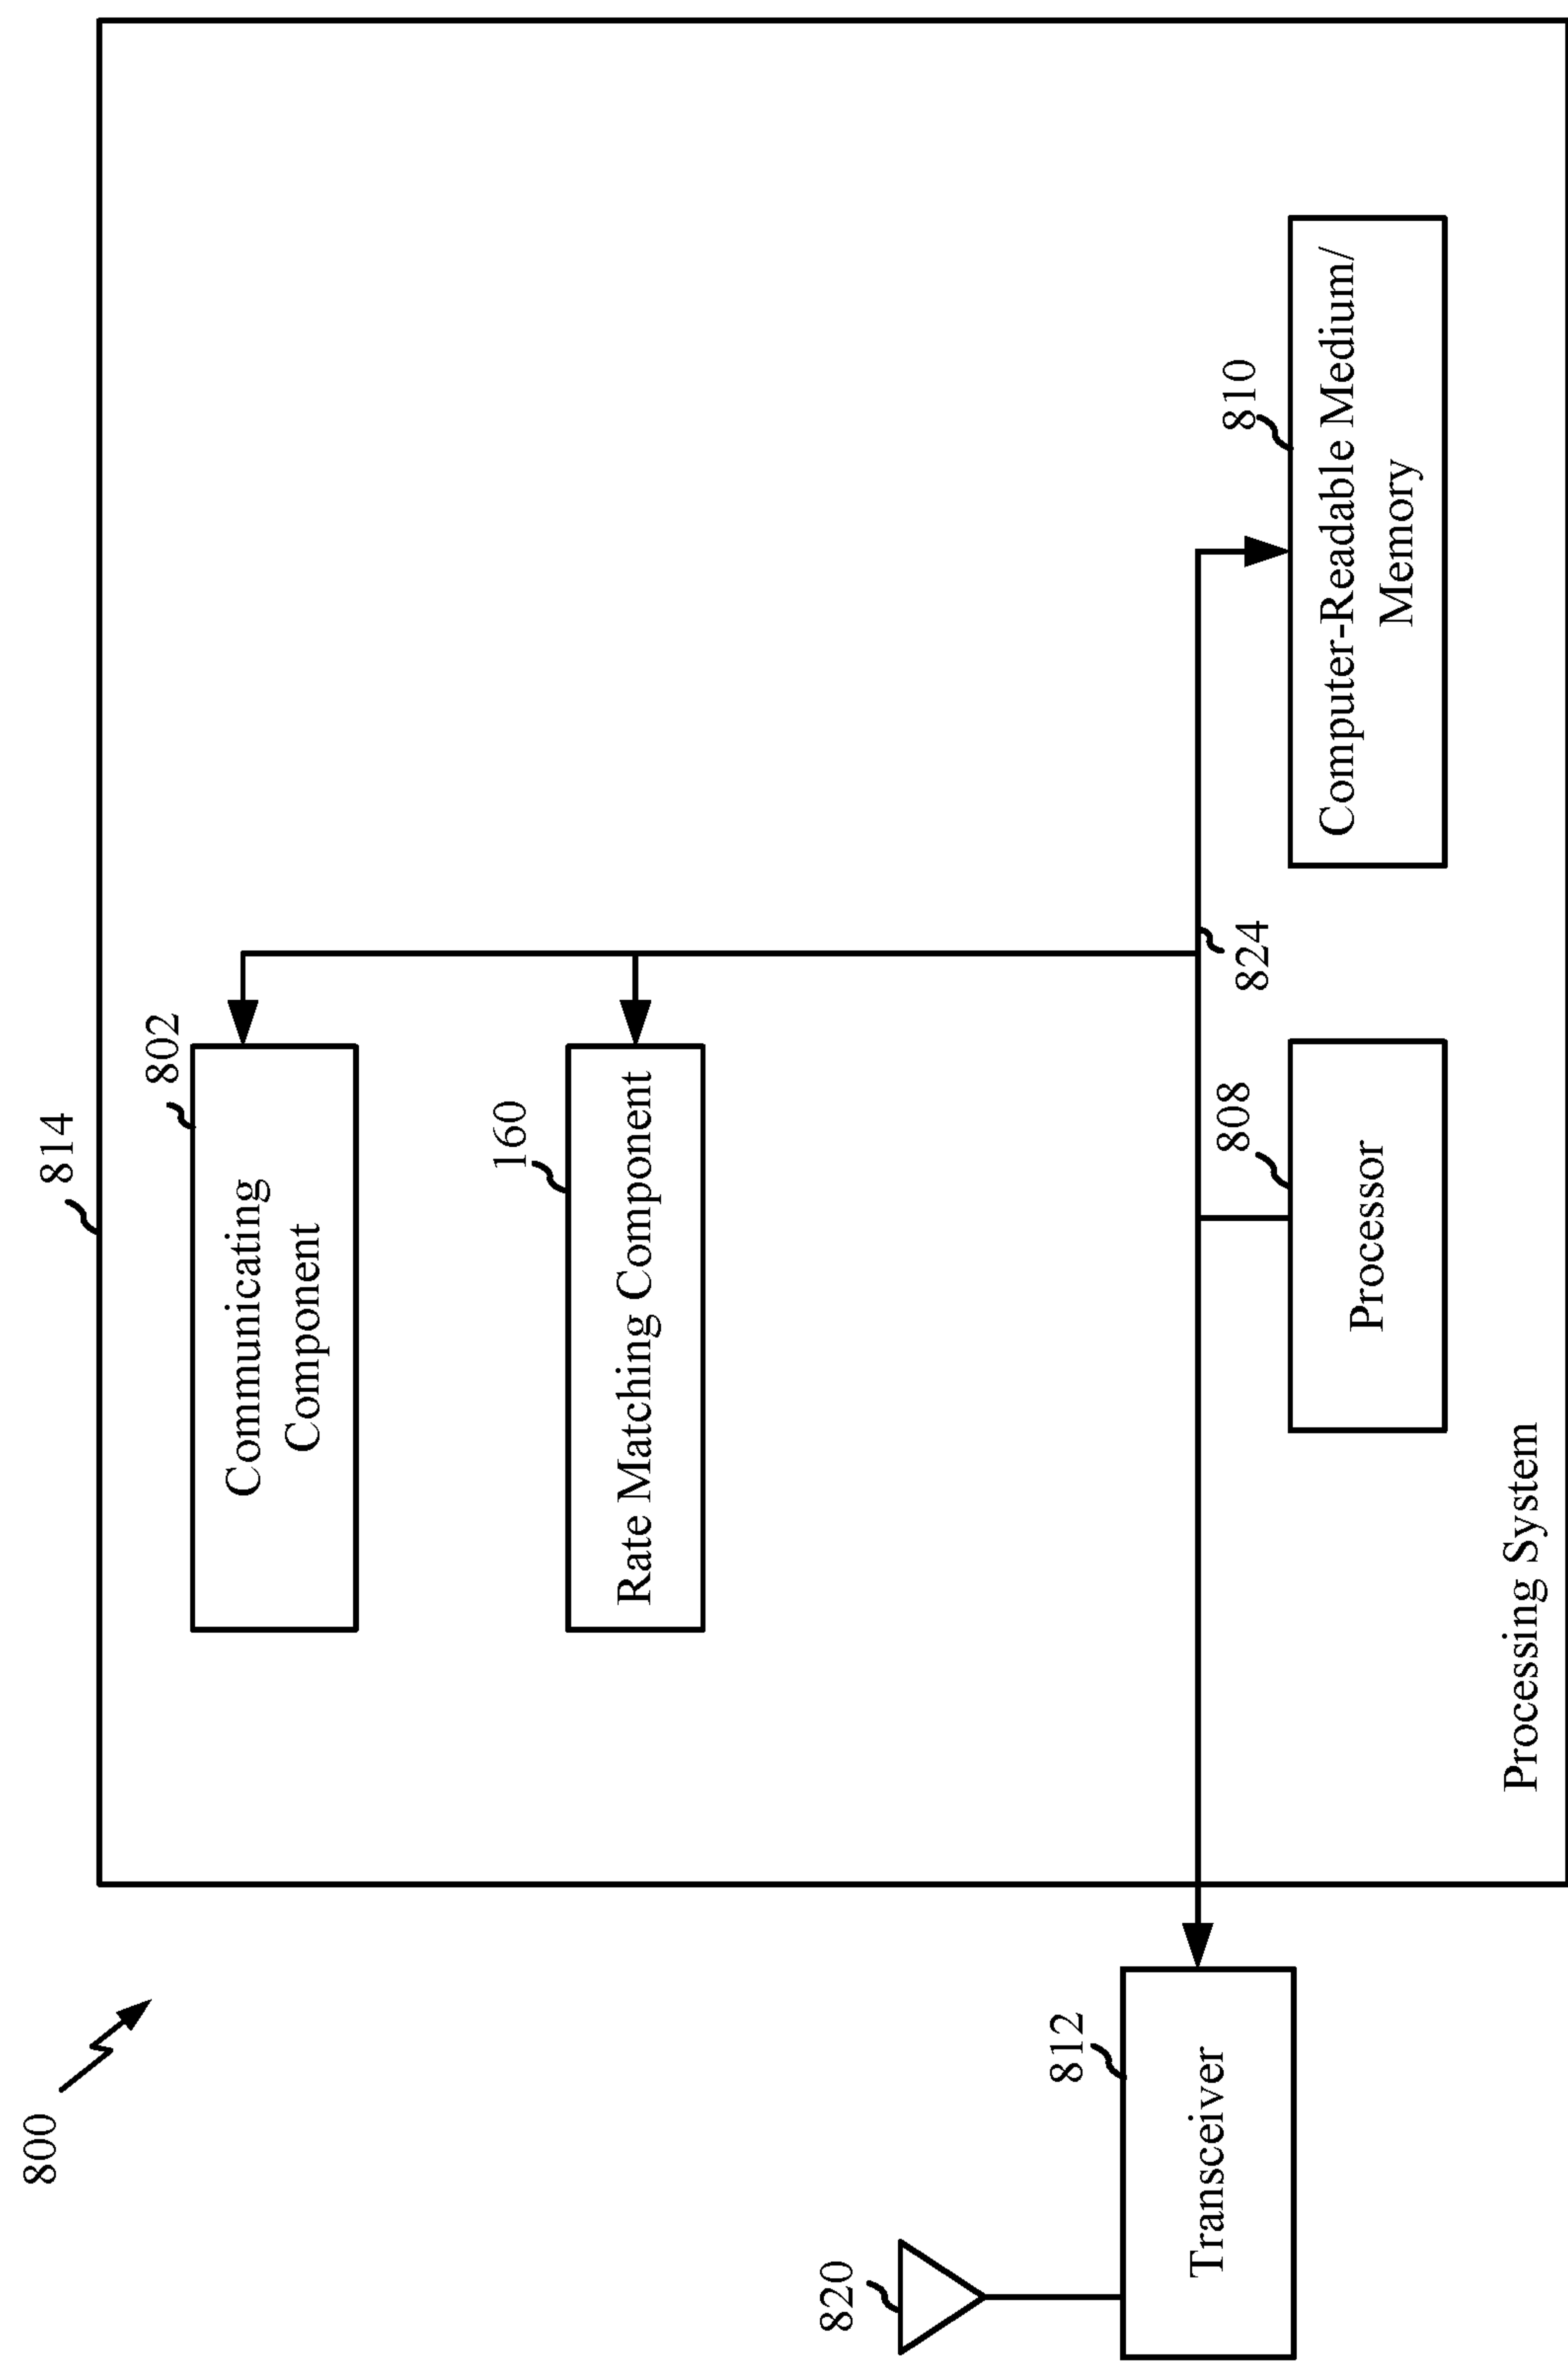 800
814
802
Communicating
Component
160
Rate Matching Component
820
812
Transceiver
824
808
Processor
810
Computer-Readable Medium/
Memory
Processing System